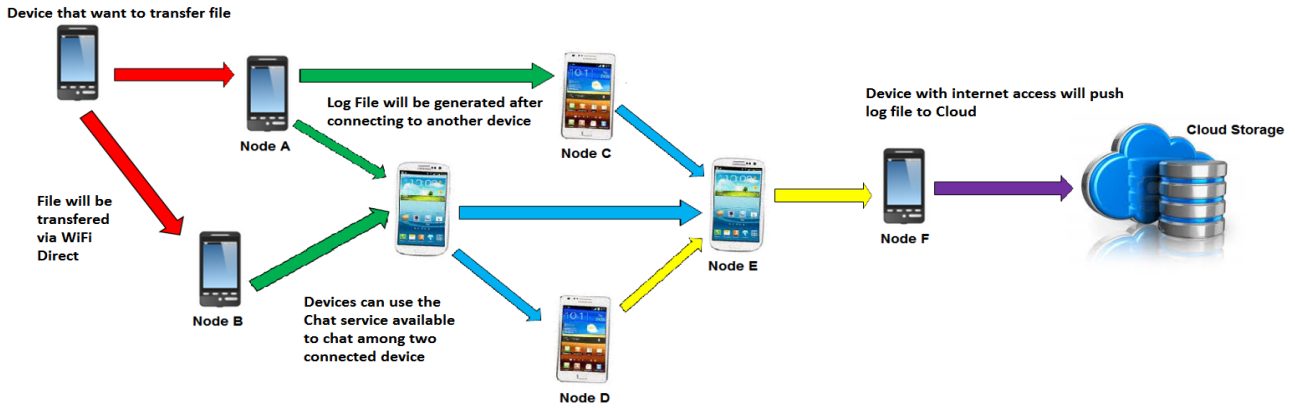 Device that want to transfer file
Node A
Log File will be generated after
connecting to another device
Node C
Device with internet access will push
log file to Cloud
Cloud Storage
File will be
transfered
via WiFi
Direct
Node B
Devices can use the
Chat service available
to chat among two
connected device
Node E
Node F
Node D